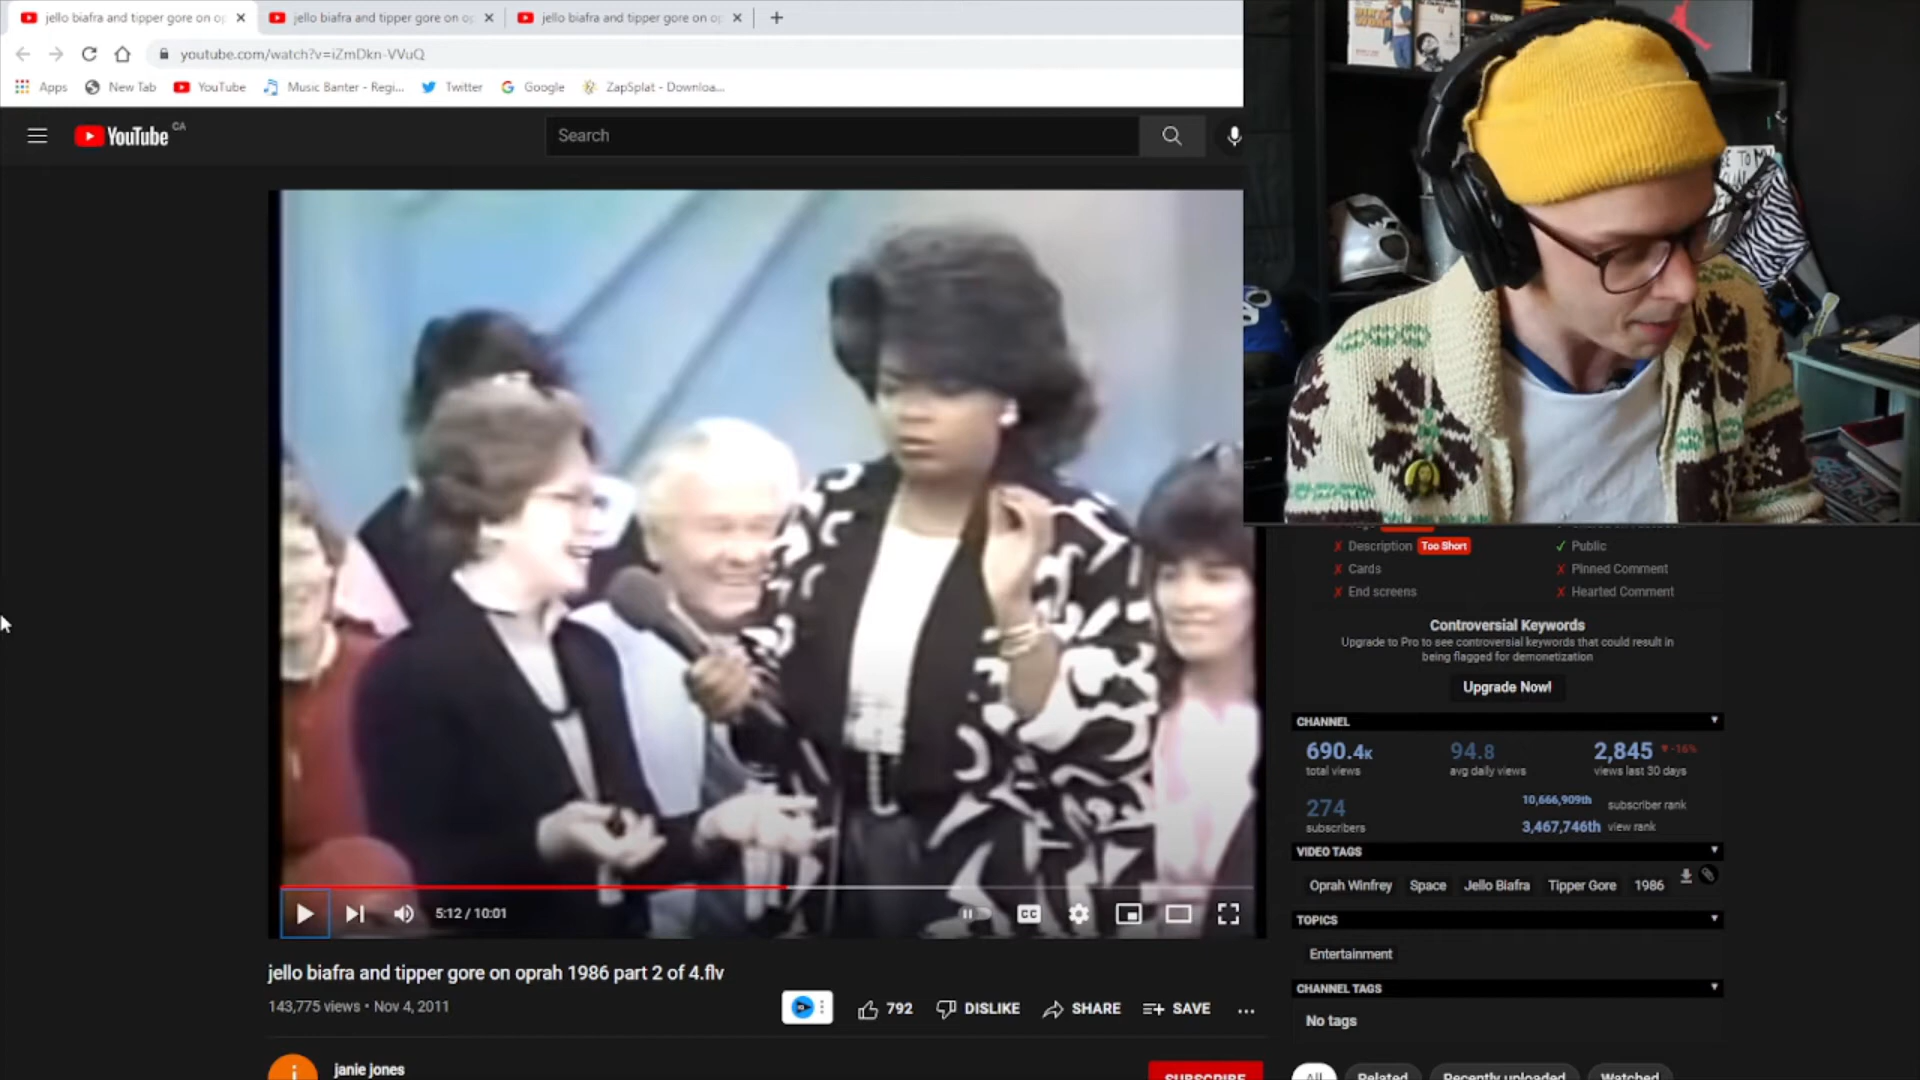 jello biafra and tipper gore on o
jello biafra and tipper gore on o
jello biafra and tipper gore on o
youtube.com/watch?v=iZmDkn-VVuQ
Apps
New Tab
YouTube
Music Banter - Regi...
Twitter
Google
ZapSplat - Downloa...
YouTube CA
Search
Description Too Short
Public
Cards
Pinned Comment
End screens
Hearted Comment
Controversial Keywords
Upgrade to Pro to see controversial keywords that could result in
being flagged for demonetization
Upgrade Now!
CHANNEL
690.4K
94.8
2,845 -16%
total views
avg daily views
views last 30 days
274
subscribers
10,666,909th subscriber rank
3,467,746th view rank
VIDEO TAGS
Oprah Winfrey Space Jello Biafra Tipper Gore 1986
TOPICS
Entertainment
CHANNEL TAGS
No tags
5:12 / 10:01
CC
jello biafra and tipper gore on oprah 1986 part 2 of 4.flv
143,775 views • Nov 4, 2011
792
DISLIKE
SHARE
SAVE
janie jones
SUBSCRIBE
All
Related
Recently uploaded
Watched